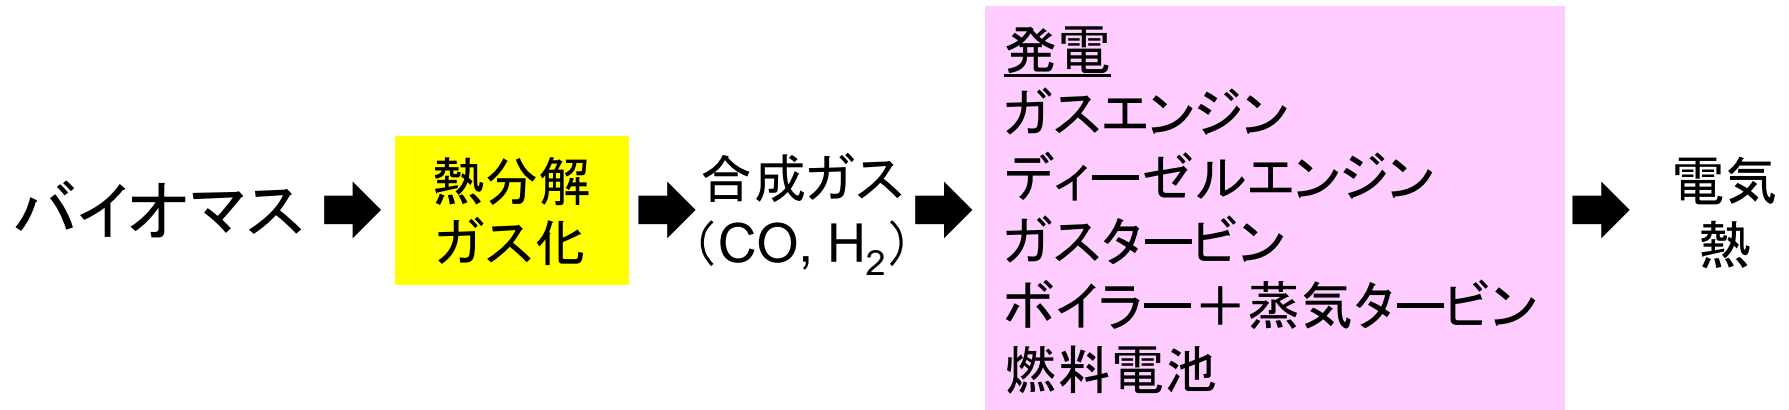 バイオマス
熱分解
ガス化
合成ガス
（CO, H₂）
発電
ガスエンジン
ディーゼルエンジン
ガスタービン
ボイラー＋蒸気タービン
燃料電池
電気
熱